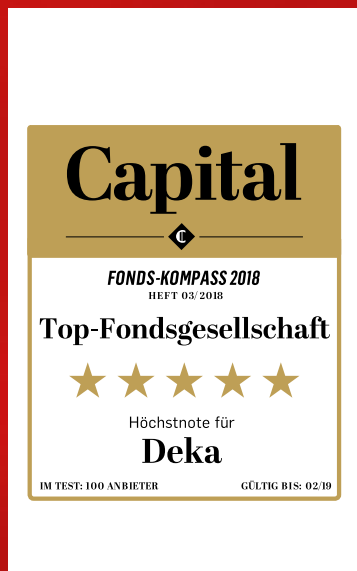 Capital
C
FONDS-KOMPASS 2018
HEFT 03/2018
Top-Fondsgesellschaft
Höchstnote für
Deka
IM TEST: 100 ANBIETER GÜLTIG BIS: 02/19